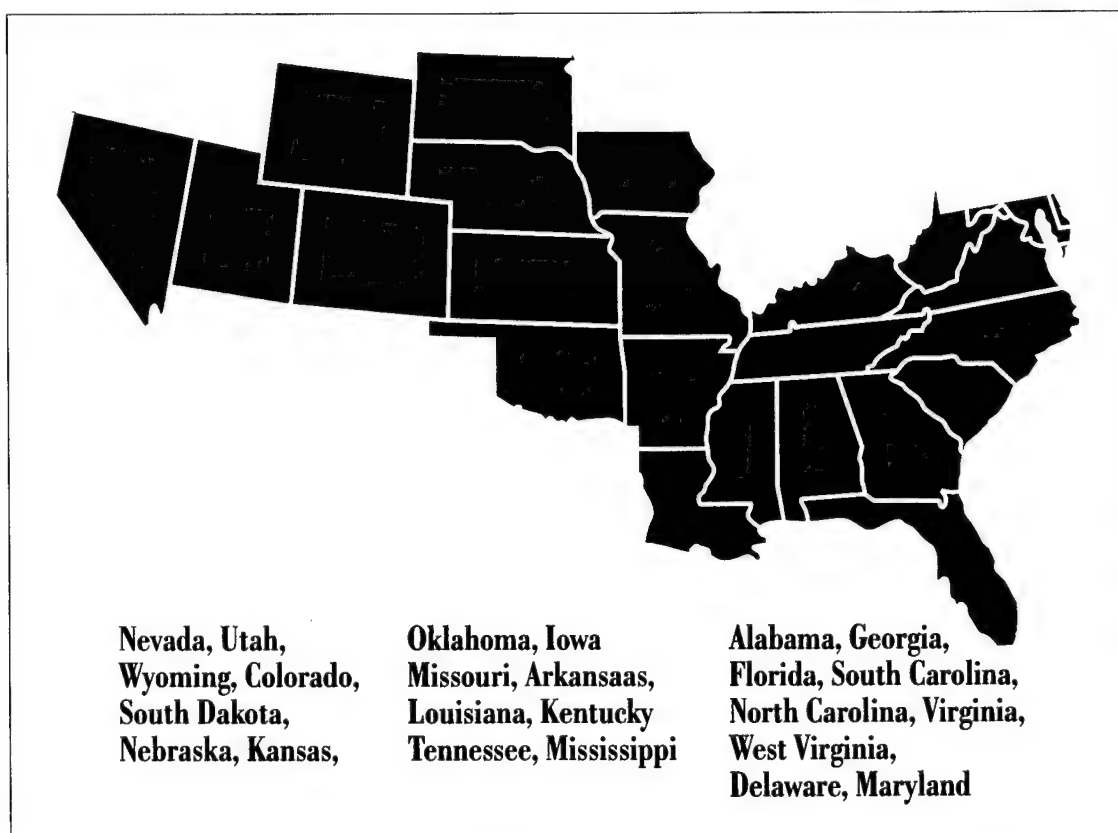 Nevada, Utah,
Wyoming, Colorado,
South Dakota,
Nebraska, Kansas,
Oklahoma, Iowa
Missouri, Arkansaas,
Louisiana, Kentucky
Tennessee, Mississippi
Alabama, Georgia,
Florida, South Carolina,
North Carolina, Virginia,
West Virginia,
Delaware, Maryland